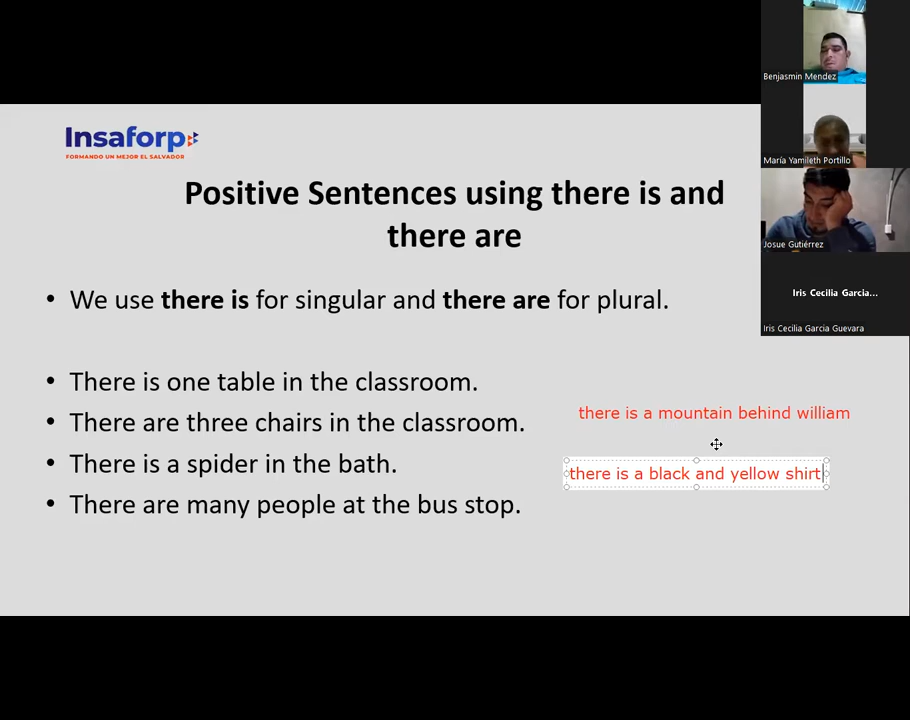 Insaforp
FORMANDO UN MEJOR EL SALVADOR
Positive Sentences using there is and
there are
• We use there is for singular and there are for plural.
• There is one table in the classroom.
• There are three chairs in the classroom.
• There is a spider in the bath.
• There are many people at the bus stop.
there is a mountain behind william
there is a black and yellow shirt
Benjasmin Mendez
María Yamileth Portillo
Josue Gutiérrez
Iris Cecilia Garcia...
Iris Cecilia Garcia Guevara